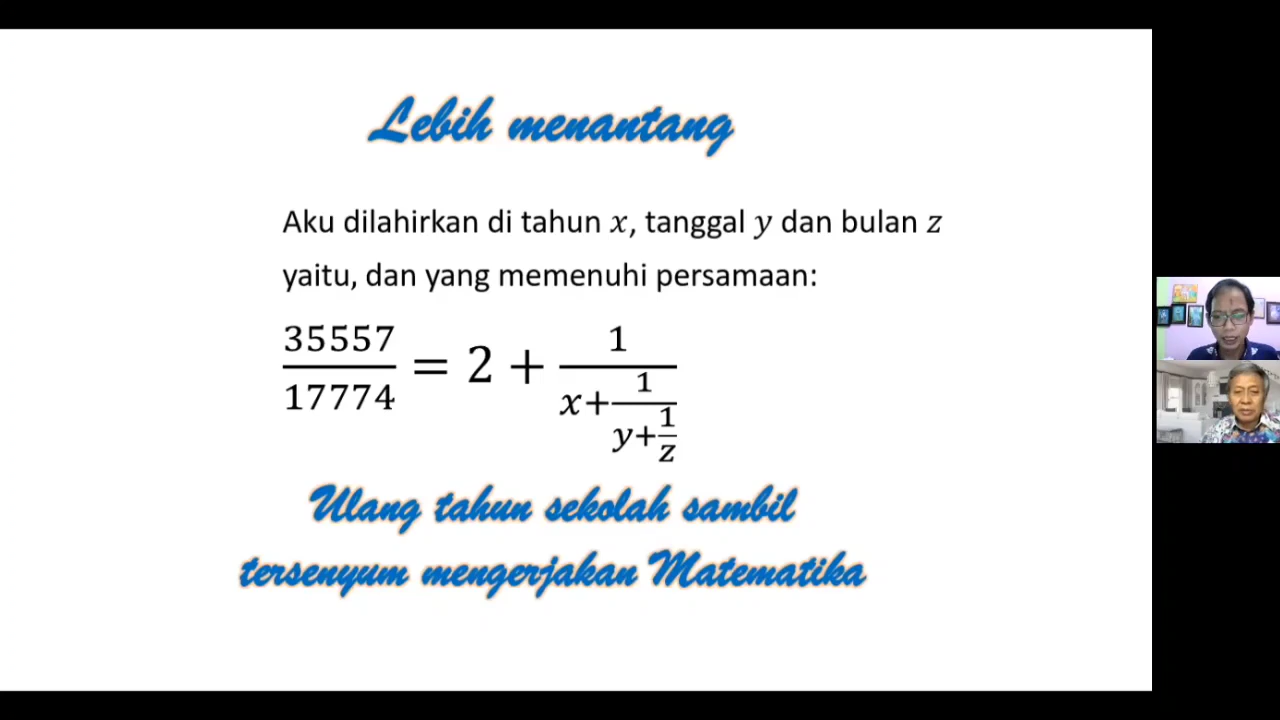 Lebih menantang
Aku dilahirkan di tahun x, tanggal y dan bulan z
yaitu, dan yang memenuhi persamaan:
35557/17774 = 2 + 1/(x+1/(y+1/z))
Ulang tahun sekolah sambil
tersenyum mengerjakan Matematika